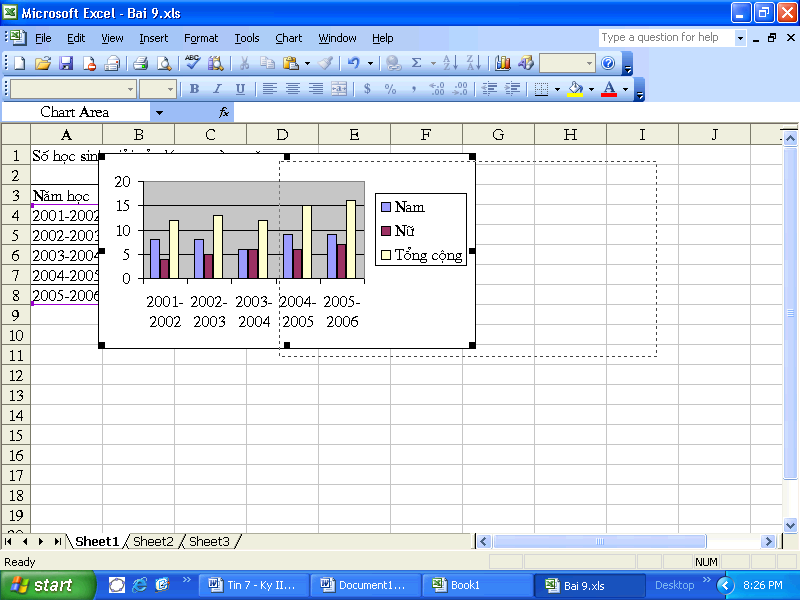 Microsoft Excel - Bai 9.xls
File Edit View Insert Format Tools Chart Window Help
Type a question for help
B I U $ % ,
Chart Area fx
A B C D E F G H I J
1 Số học sinh
2
3 Năm học
4 2001-2002
5 2002-2003
6 2003-2004
7 2004-2005
8 2005-2006
9
10
11
12
13
14
15
16
17
18
19
20
15
10
5
0
2001-2002 2002-2003 2003-2004 2004-2005 2005-2006
Nam
Nữ
Tổng cộng
Sheet1 Sheet2 Sheet3
Ready NUM
start Tin 7 - Ky II... Document1... Book1 Bai 9.xls Desktop 8:26 PM